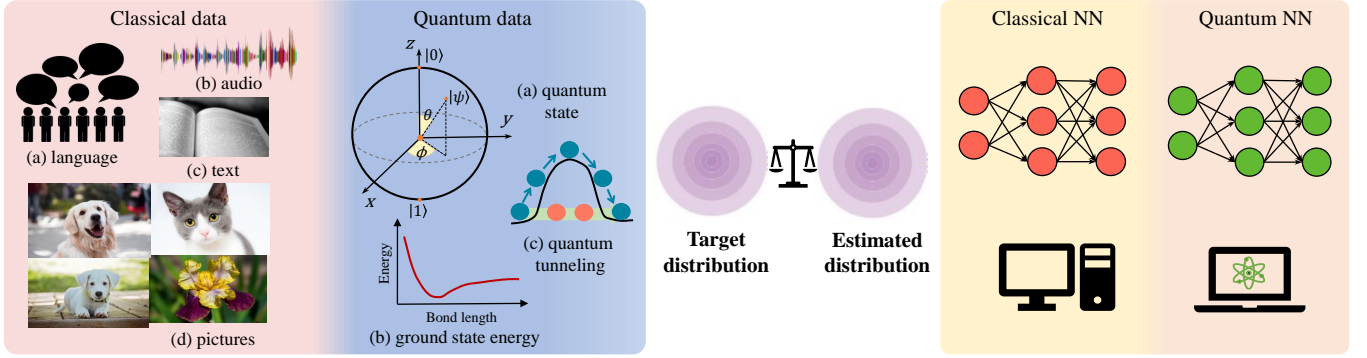 Classical data
(b) audio
(a) language
(c) text
(d) pictures
Quantum data
z
|0⟩
|ψ⟩
θ
y
ϕ
x
|1⟩
(a) quantum
state
(c) quantum
tunneling
Energy
Bond length
(b) ground state energy
Target
distribution
Estimated
distribution
Classical NN
Quantum NN